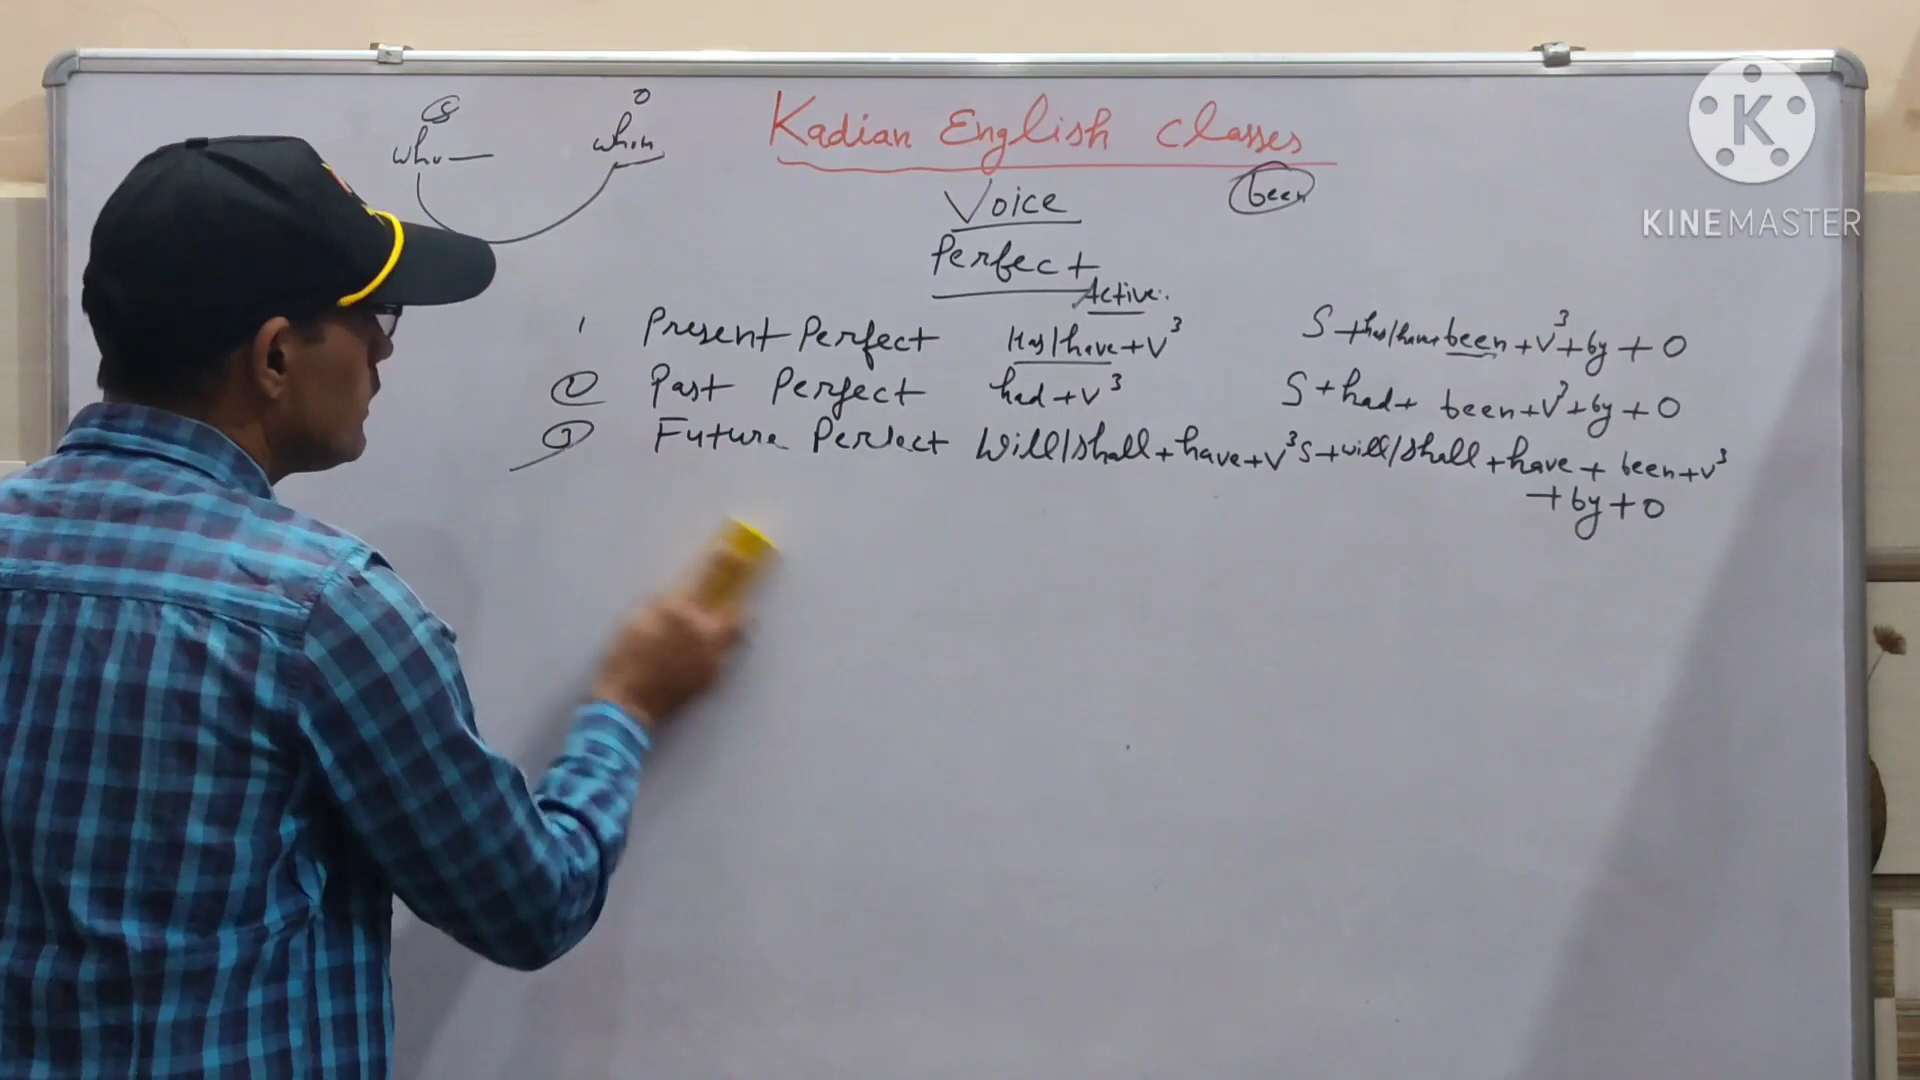 S
O
who
whom
Kadian English Classes
Voice
been
Perfect
Active
1 Present Perfect Has/have+V³ S+has/have+been+V³+by+O
2 Past Perfect had+V³ S+had+been+V³+by+O
3 Future Perfect Will/shall+have+V³ S+will/shall+have+been+V³
+by+O
K
KINEMASTER